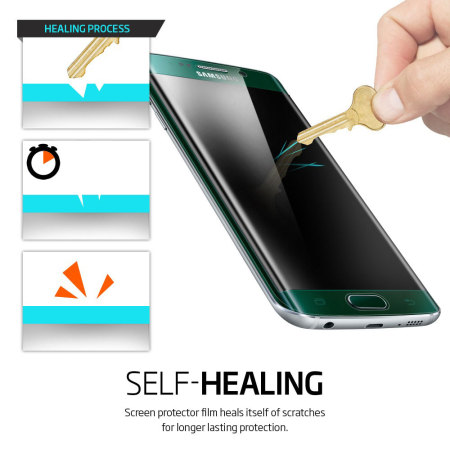 HEALING PROCESS
SAMSUNG
SELF-HEALING
Screen protector film heals itself of scratches
for longer lasting protection.